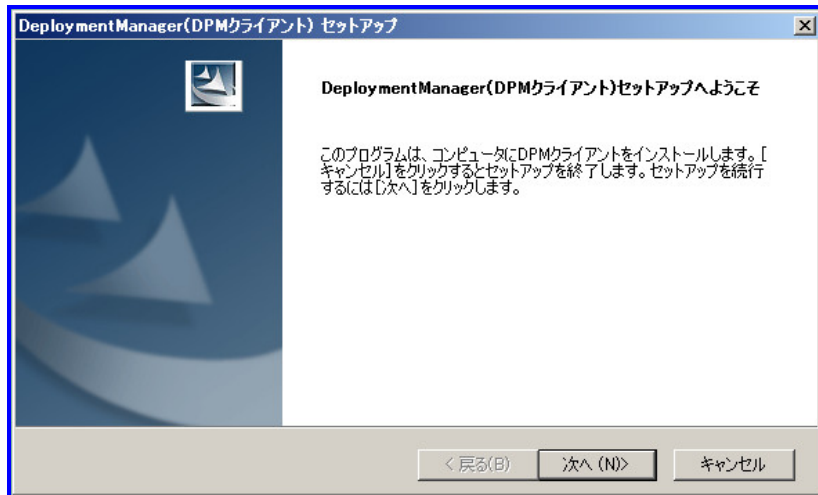 DeploymentManager(DPMクライアント) セットアップ
DeploymentManager(DPMクライアント)セットアップへようこそ
このプログラムは、コンピュータにDPMクライアントをインストールします。[
キャンセル]をクリックするとセットアップを終了します。セットアップを続行
するには[次へ]をクリックします。
< 戻る(B)
次へ (N)>
キャンセル